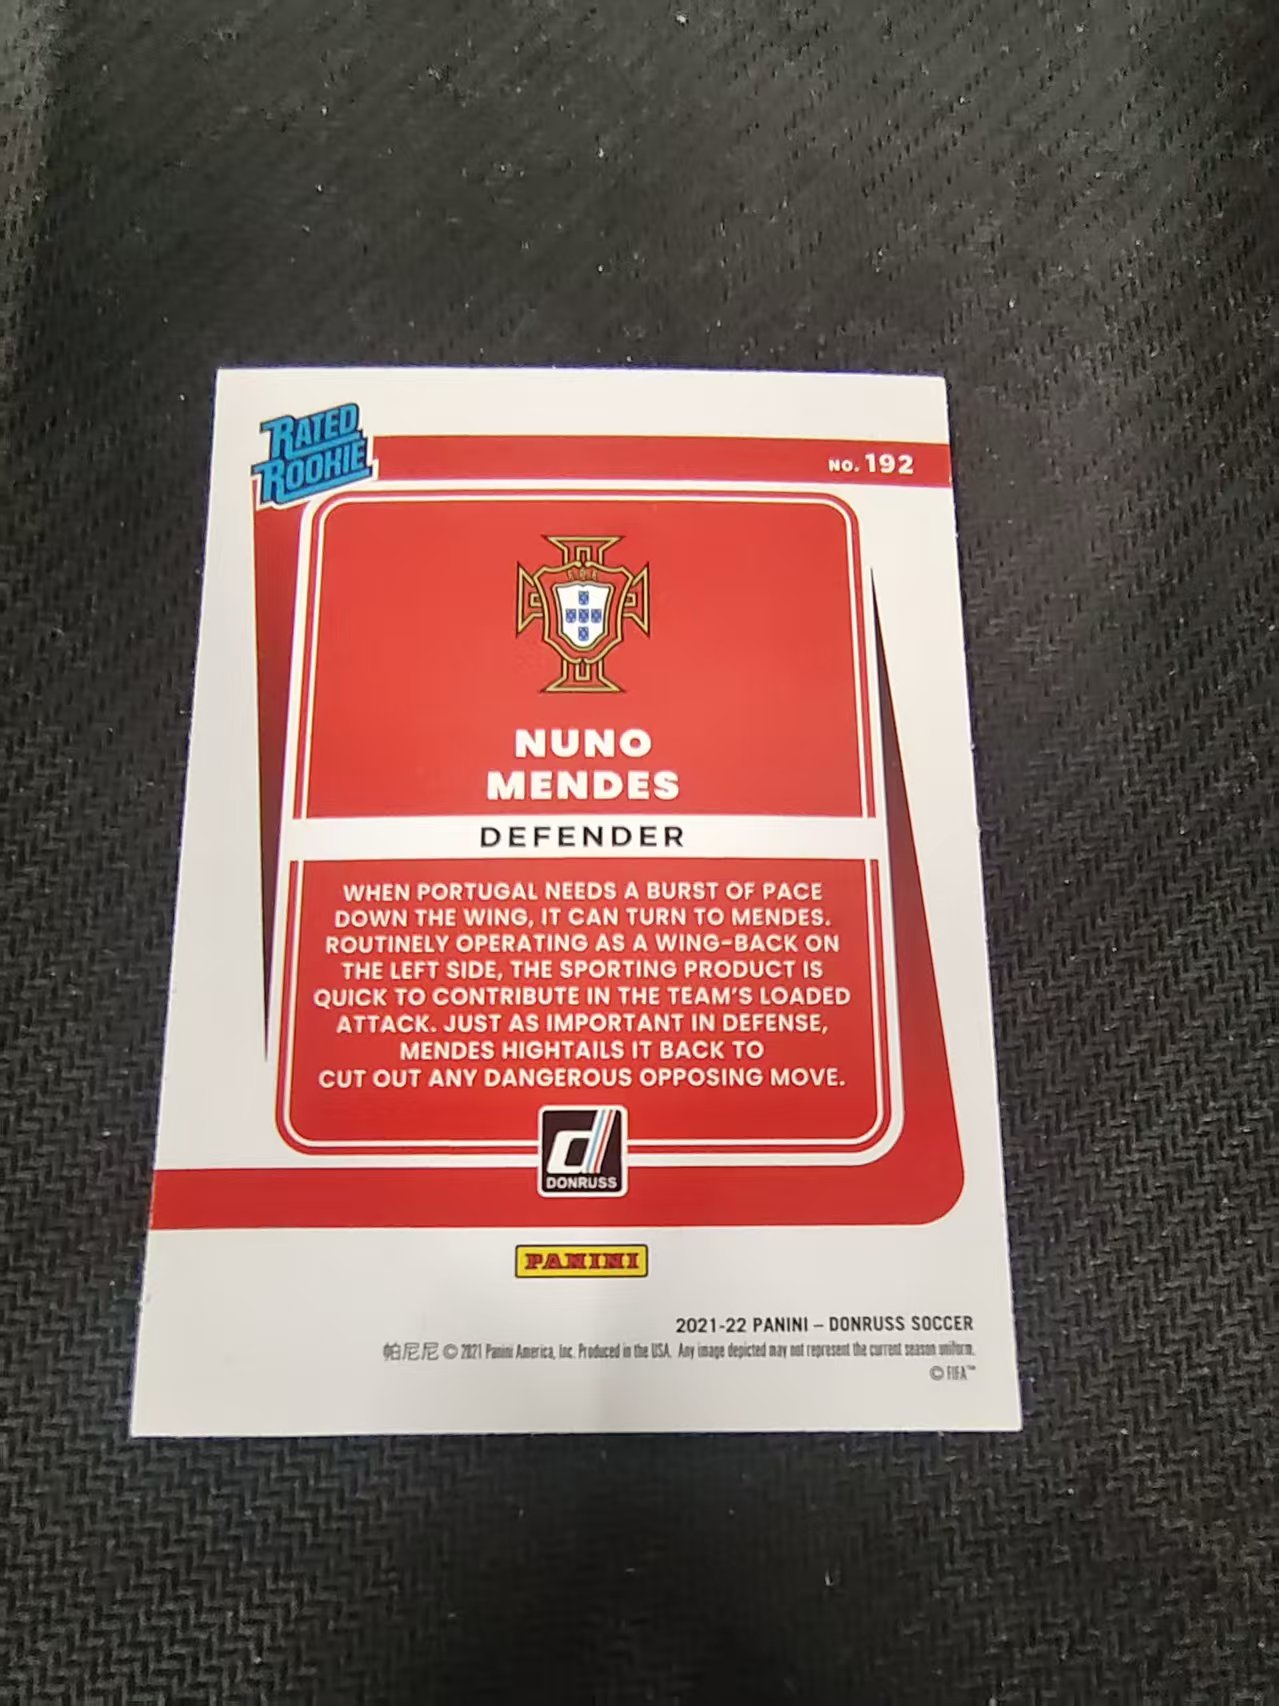 RATED
ROOKIE
NO. 192
NUNO
MENDES
DEFENDER
WHEN PORTUGAL NEEDS A BURST OF PACE
DOWN THE WING, IT CAN TURN TO MENDES.
ROUTINELY OPERATING AS A WING-BACK ON
THE LEFT SIDE, THE SPORTING PRODUCT IS
QUICK TO CONTRIBUTE IN THE TEAM'S LOADED
ATTACK. JUST AS IMPORTANT IN DEFENSE,
MENDES HIGHTAILS IT BACK TO
CUT OUT ANY DANGEROUS OPPOSING MOVE.
d
DONRUSS
PANINI
2021-22 PANINI – DONRUSS SOCCER
帕尼尼 © 2021 Panini America, Inc. Produced in the USA. Any image depicted may not represent the current season uniform.
© FIFA™